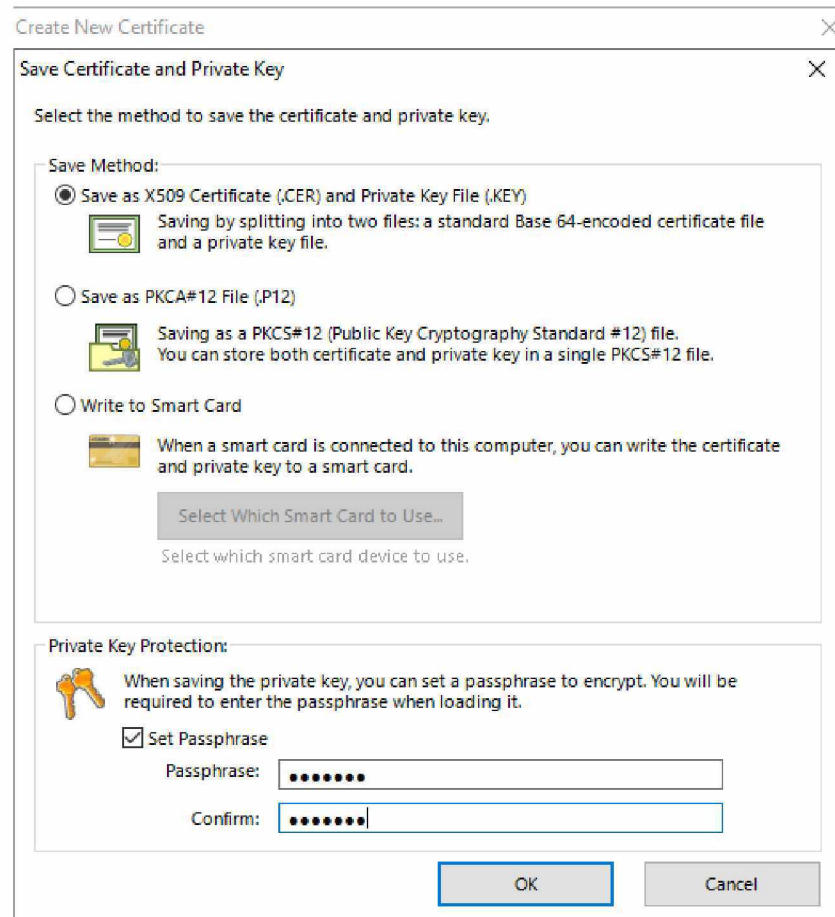 Create New Certificate
Save Certificate and Private Key
Select the method to save the certificate and private key.
Save Method:
Save as X509 Certificate (.CER) and Private Key File (.KEY)
Saving by splitting into two files: a standard Base 64-encoded certificate file
and a private key file.
Save as PKCA#12 File (.P12)
Saving as a PKCS#12 (Public Key Cryptography Standard #12) file.
You can store both certificate and private key in a single PKCS#12 file.
Write to Smart Card
When a smart card is connected to this computer, you can write the certificate
and private key to a smart card.
Select Which Smart Card to Use...
Select which smart card device to use.
Private Key Protection:
When saving the private key, you can set a passphrase to encrypt. You will be
required to enter the passphrase when loading it.
Set Passphrase
Passphrase: ●●●●●●●
Confirm: ●●●●●●●
OK Cancel